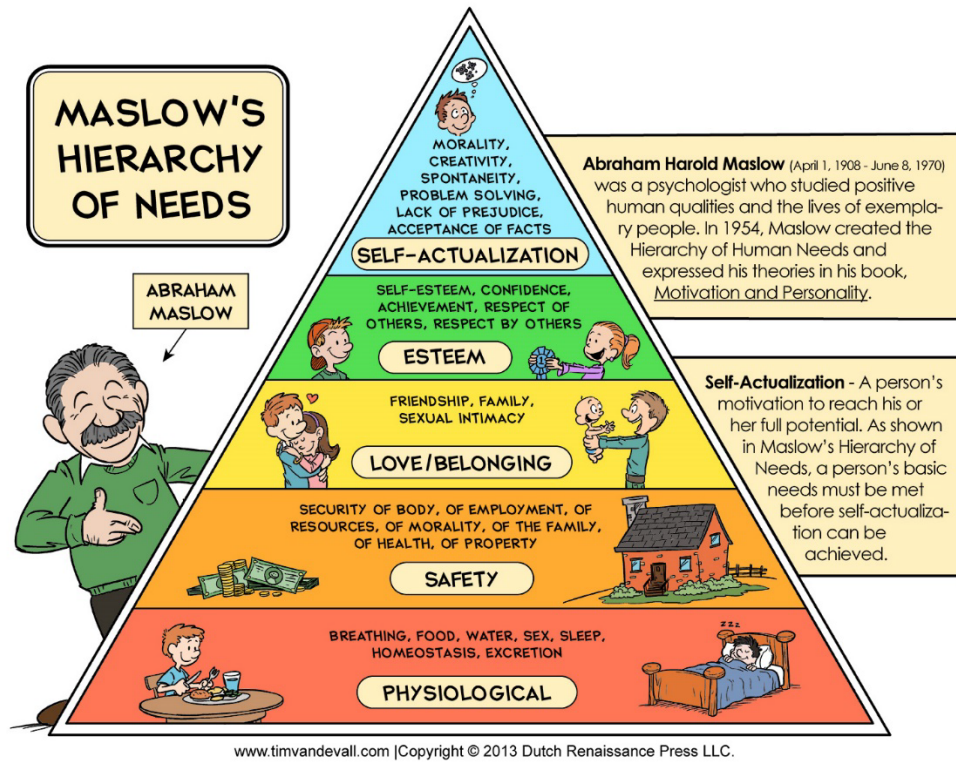 MASLOW'S
HIERARCHY
OF NEEDS
ABRAHAM
MASLOW
MORALITY,
CREATIVITY,
SPONTANEITY,
PROBLEM SOLVING,
LACK OF PREJUDICE,
ACCEPTANCE OF FACTS
SELF-ACTUALIZATION
SELF-ESTEEM, CONFIDENCE,
ACHIEVEMENT, RESPECT OF
OTHERS, RESPECT BY OTHERS
ESTEEM
1
FRIENDSHIP, FAMILY,
SEXUAL INTIMACY
LOVE/BELONGING
SECURITY OF BODY, OF EMPLOYMENT, OF
RESOURCES, OF MORALITY, OF THE FAMILY,
OF HEALTH, OF PROPERTY
SAFETY
BREATHING, FOOD, WATER, SEX, SLEEP,
HOMEOSTASIS, EXCRETION
ZZZ
PHYSIOLOGICAL
Abraham Harold Maslow (April 1, 1908 - June 8, 1970)
was a psychologist who studied positive
human qualities and the lives of exempla-
ry people. In 1954, Maslow created the
Hierarchy of Human Needs and
expressed his theories in his book,
Motivation and Personality.
Self-Actualization - A person's
motivation to reach his or
her full potential. As shown
in Maslow's Hierarchy of
Needs, a person's basic
needs must be met
before self-actualiza-
tion can be
achieved.
www.timvandevall.com |Copyright © 2013 Dutch Renaissance Press LLC.